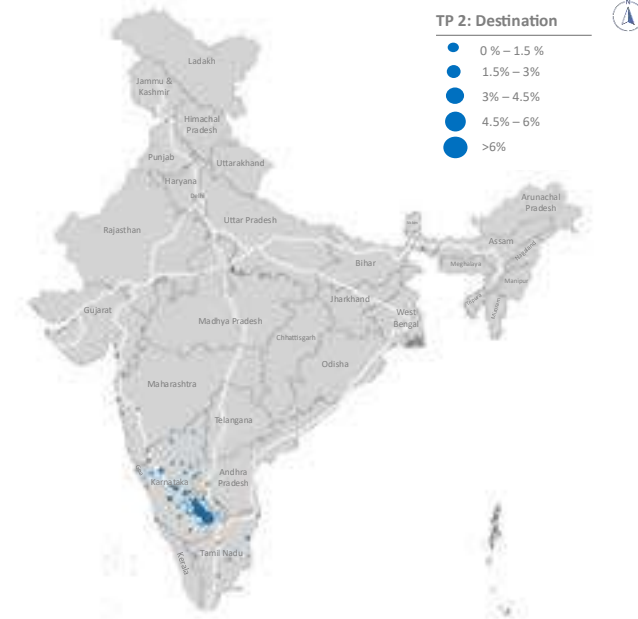 TP 2: Destination
N
0 % – 1.5 %
1.5% – 3%
3% – 4.5%
4.5% – 6%
>6%
Ladakh
Jammu &
Kashmir
Himachal
Pradesh
Punjab
Uttarakhand
Haryana
Delhi
Rajasthan
Uttar Pradesh
Arunachal
Pradesh
Assam
Nagaland
Bihar
Meghalaya
Manipur
Mizoram
Jharkhand
Gujarat
West
Bengal
Madhya Pradesh
Chhattisgarh
Odisha
Maharashtra
Telangana
Karnataka
Andhra
Pradesh
Tamil Nadu
Kerala